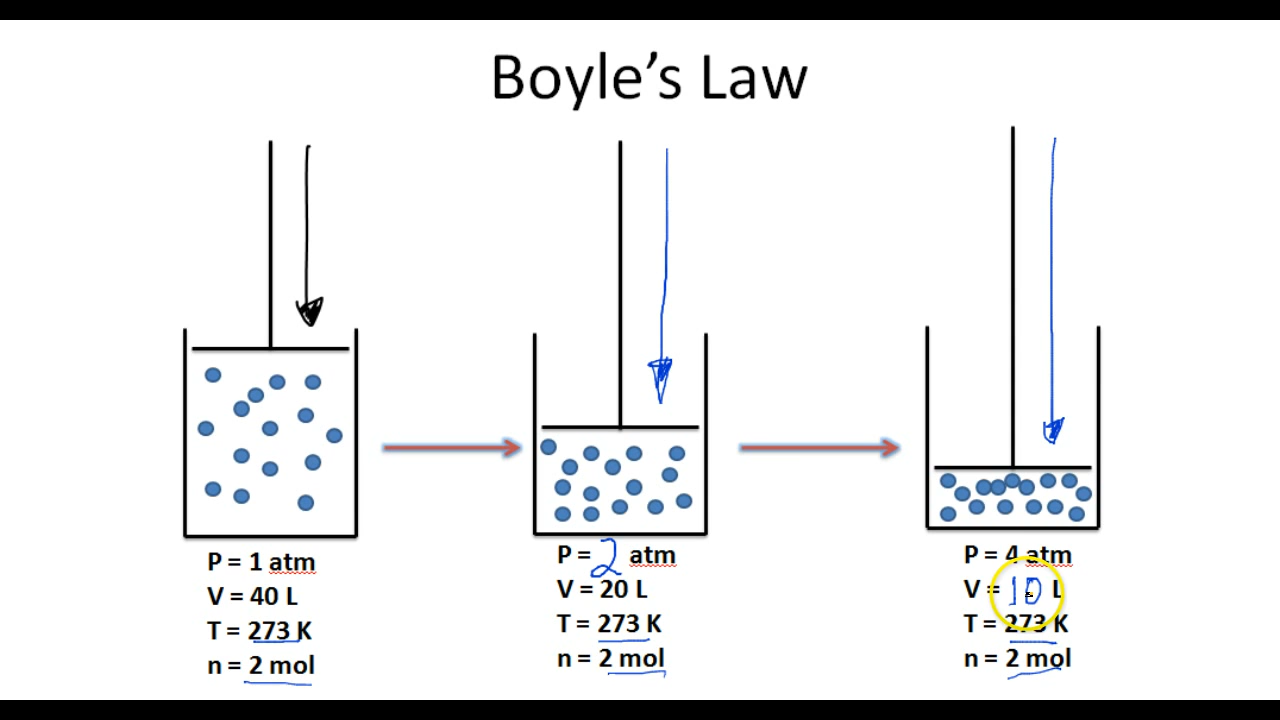 Boyle's Law
P = 1 atm
V = 40 L
T = 273 K
n = 2 mol
P = 2 atm
V = 20 L
T = 273 K
n = 2 mol
P = 4 atm
V = 10 L
T = 273 K
n = 2 mol